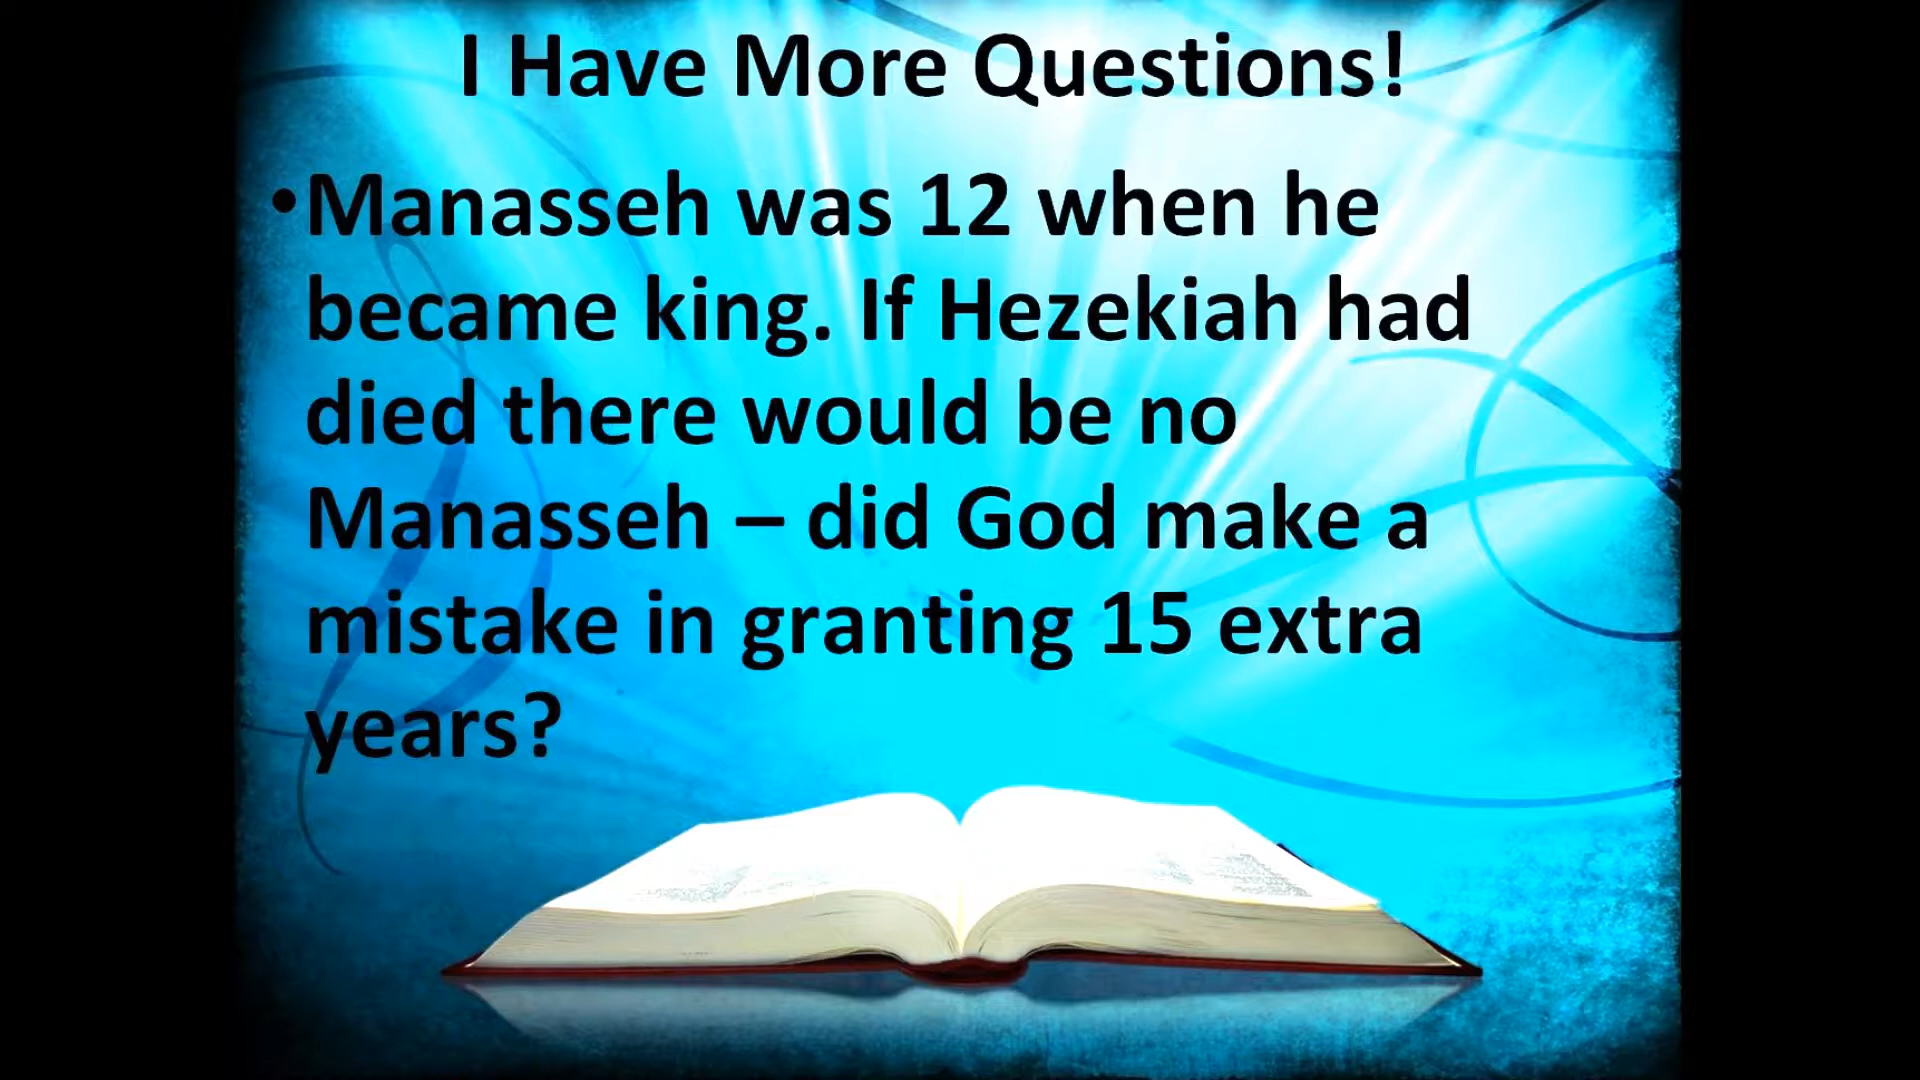 I Have More Questions!
•Manasseh was 12 when he
became king. If Hezekiah had
died there would be no
Manasseh – did God make a
mistake in granting 15 extra
years?